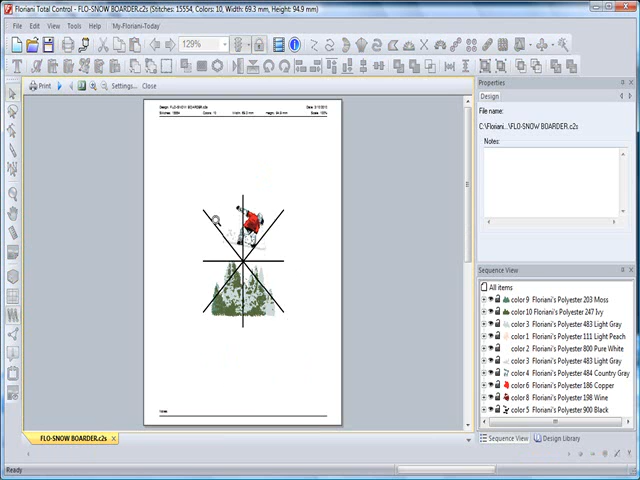 Floriani Total Control - FLO-SNOW BOARDER.c2s (Stitches: 15554, Colors: 10, Width: 69.3 mm, Height: 94.9 mm)
File Edit View Tools Help My-Floriani-Today
129%
Print Settings... Close
Properties
Design
File name:
C:\Floriani...\FLO-SNOW BOARDER.c2s
Notes:
Sequence View
All items
color 9 Floriani's Polyester 203 Moss
color 10 Floriani's Polyester 247 Ivy
color 3 Floriani's Polyester 483 Light Gray
color 1 Floriani's Polyester 111 Light Peach
color 2 Floriani's Polyester 800 Pure White
color 3 Floriani's Polyester 483 Light Gray
color 4 Floriani's Polyester 484 Country Gray
color 6 Floriani's Polyester 186 Copper
color 8 Floriani's Polyester 198 Wine
color 5 Floriani's Polyester 900 Black
Sequence View Design Library
FLO-SNOW BOARDER.c2s
Ready